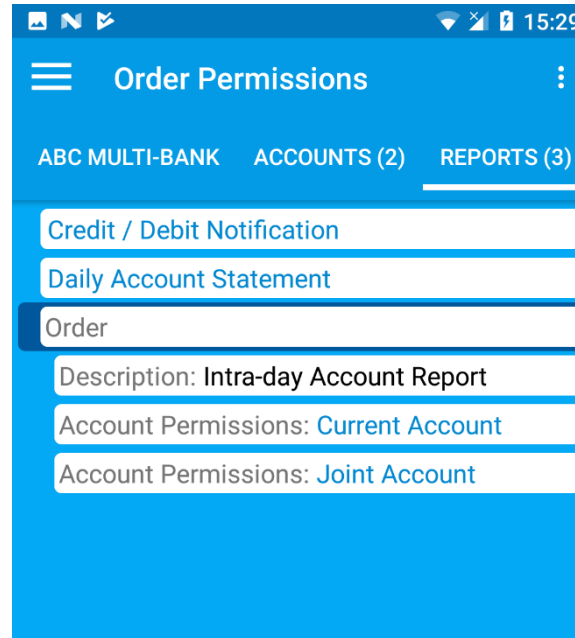 15:29
Order Permissions
ABC MULTI-BANK ACCOUNTS (2) REPORTS (3)
Credit / Debit Notification
Daily Account Statement
Order
Description: Intra-day Account Report
Account Permissions: Current Account
Account Permissions: Joint Account